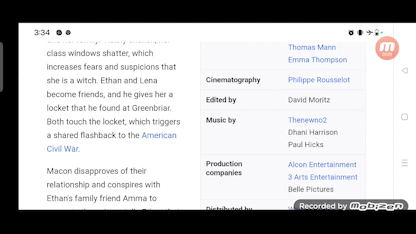 3:34
class windows shatter, which
increases fears and suspicions that
she is a witch. Ethan and Lena
become friends, and he gives her a
locket that he found at Greenbriar.
Both touch the locket, which triggers
a shared flashback to the American
Civil War.
Macon disapproves of their
relationship and conspires with
Ethan's family friend Amma to
Thomas Mann
Emma Thompson
Cinematography Philippe Rousselot
Edited by David Moritz
Music by Thenewno2
Dhani Harrison
Paul Hicks
Production Alcon Entertainment
companies 3 Arts Entertainment
Belle Pictures
Distributed by
Recorded by mobizen